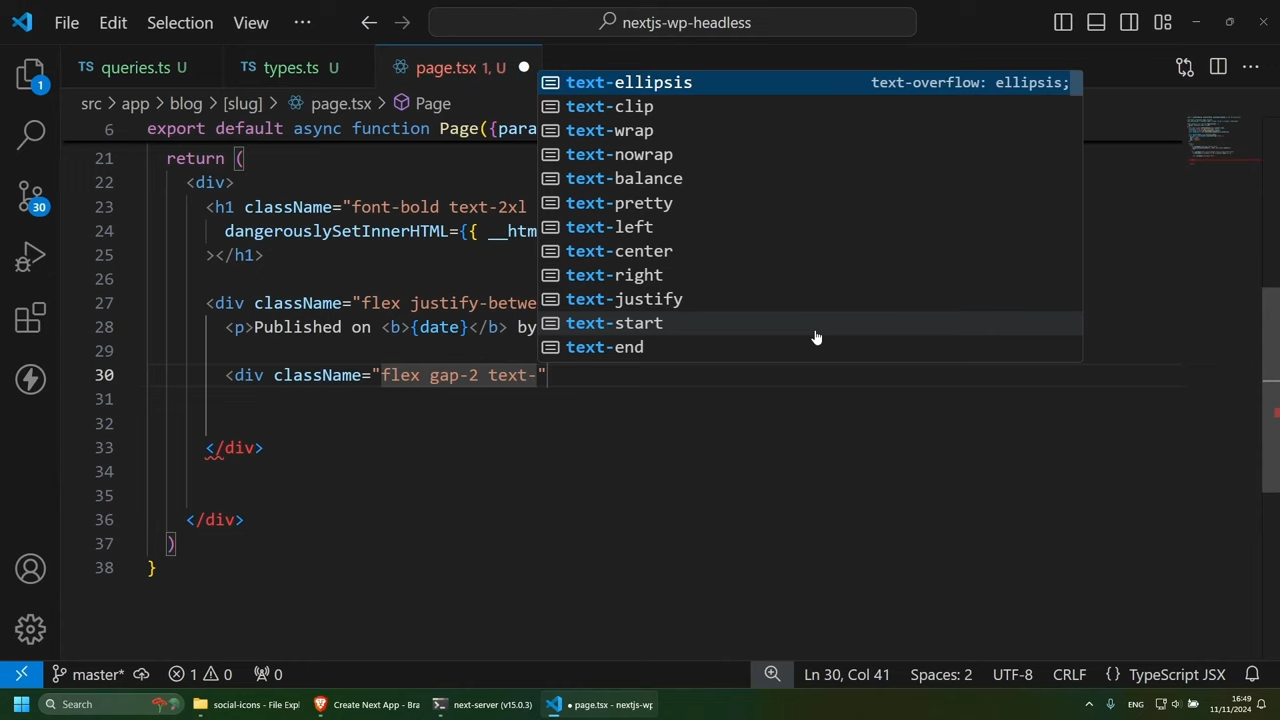 File Edit Selection View ··· nextjs-wp-headless
TS queries.ts U TS types.ts U page.tsx 1, U
src > app > blog > [slug] > page.tsx > Page
6 export default async function Page({para
21 return (
22 <div>
23 <h1 className="font-bold text-2xl
24 dangerouslySetInnerHTML={{ __htm
25 ></h1>
26
27 <div className="flex justify-betwe
28 <p>Published on <b>{date}</b> by
29
30 <div className="flex gap-2 text-"
31
32
33 </div>
34
35
36 </div>
37 )
38 }
text-ellipsis text-overflow: ellipsis;
text-clip
text-wrap
text-nowrap
text-balance
text-pretty
text-left
text-center
text-right
text-justify
text-start
text-end
1
30
master* 1 0 0 Ln 30, Col 41 Spaces: 2 UTF-8 CRLF {} TypeScript JSX
Search social-icons - File Expl Create Next App - Bra next-server (v15.0.3) page.tsx - nextjs-wp ENG 16:49
11/11/2024